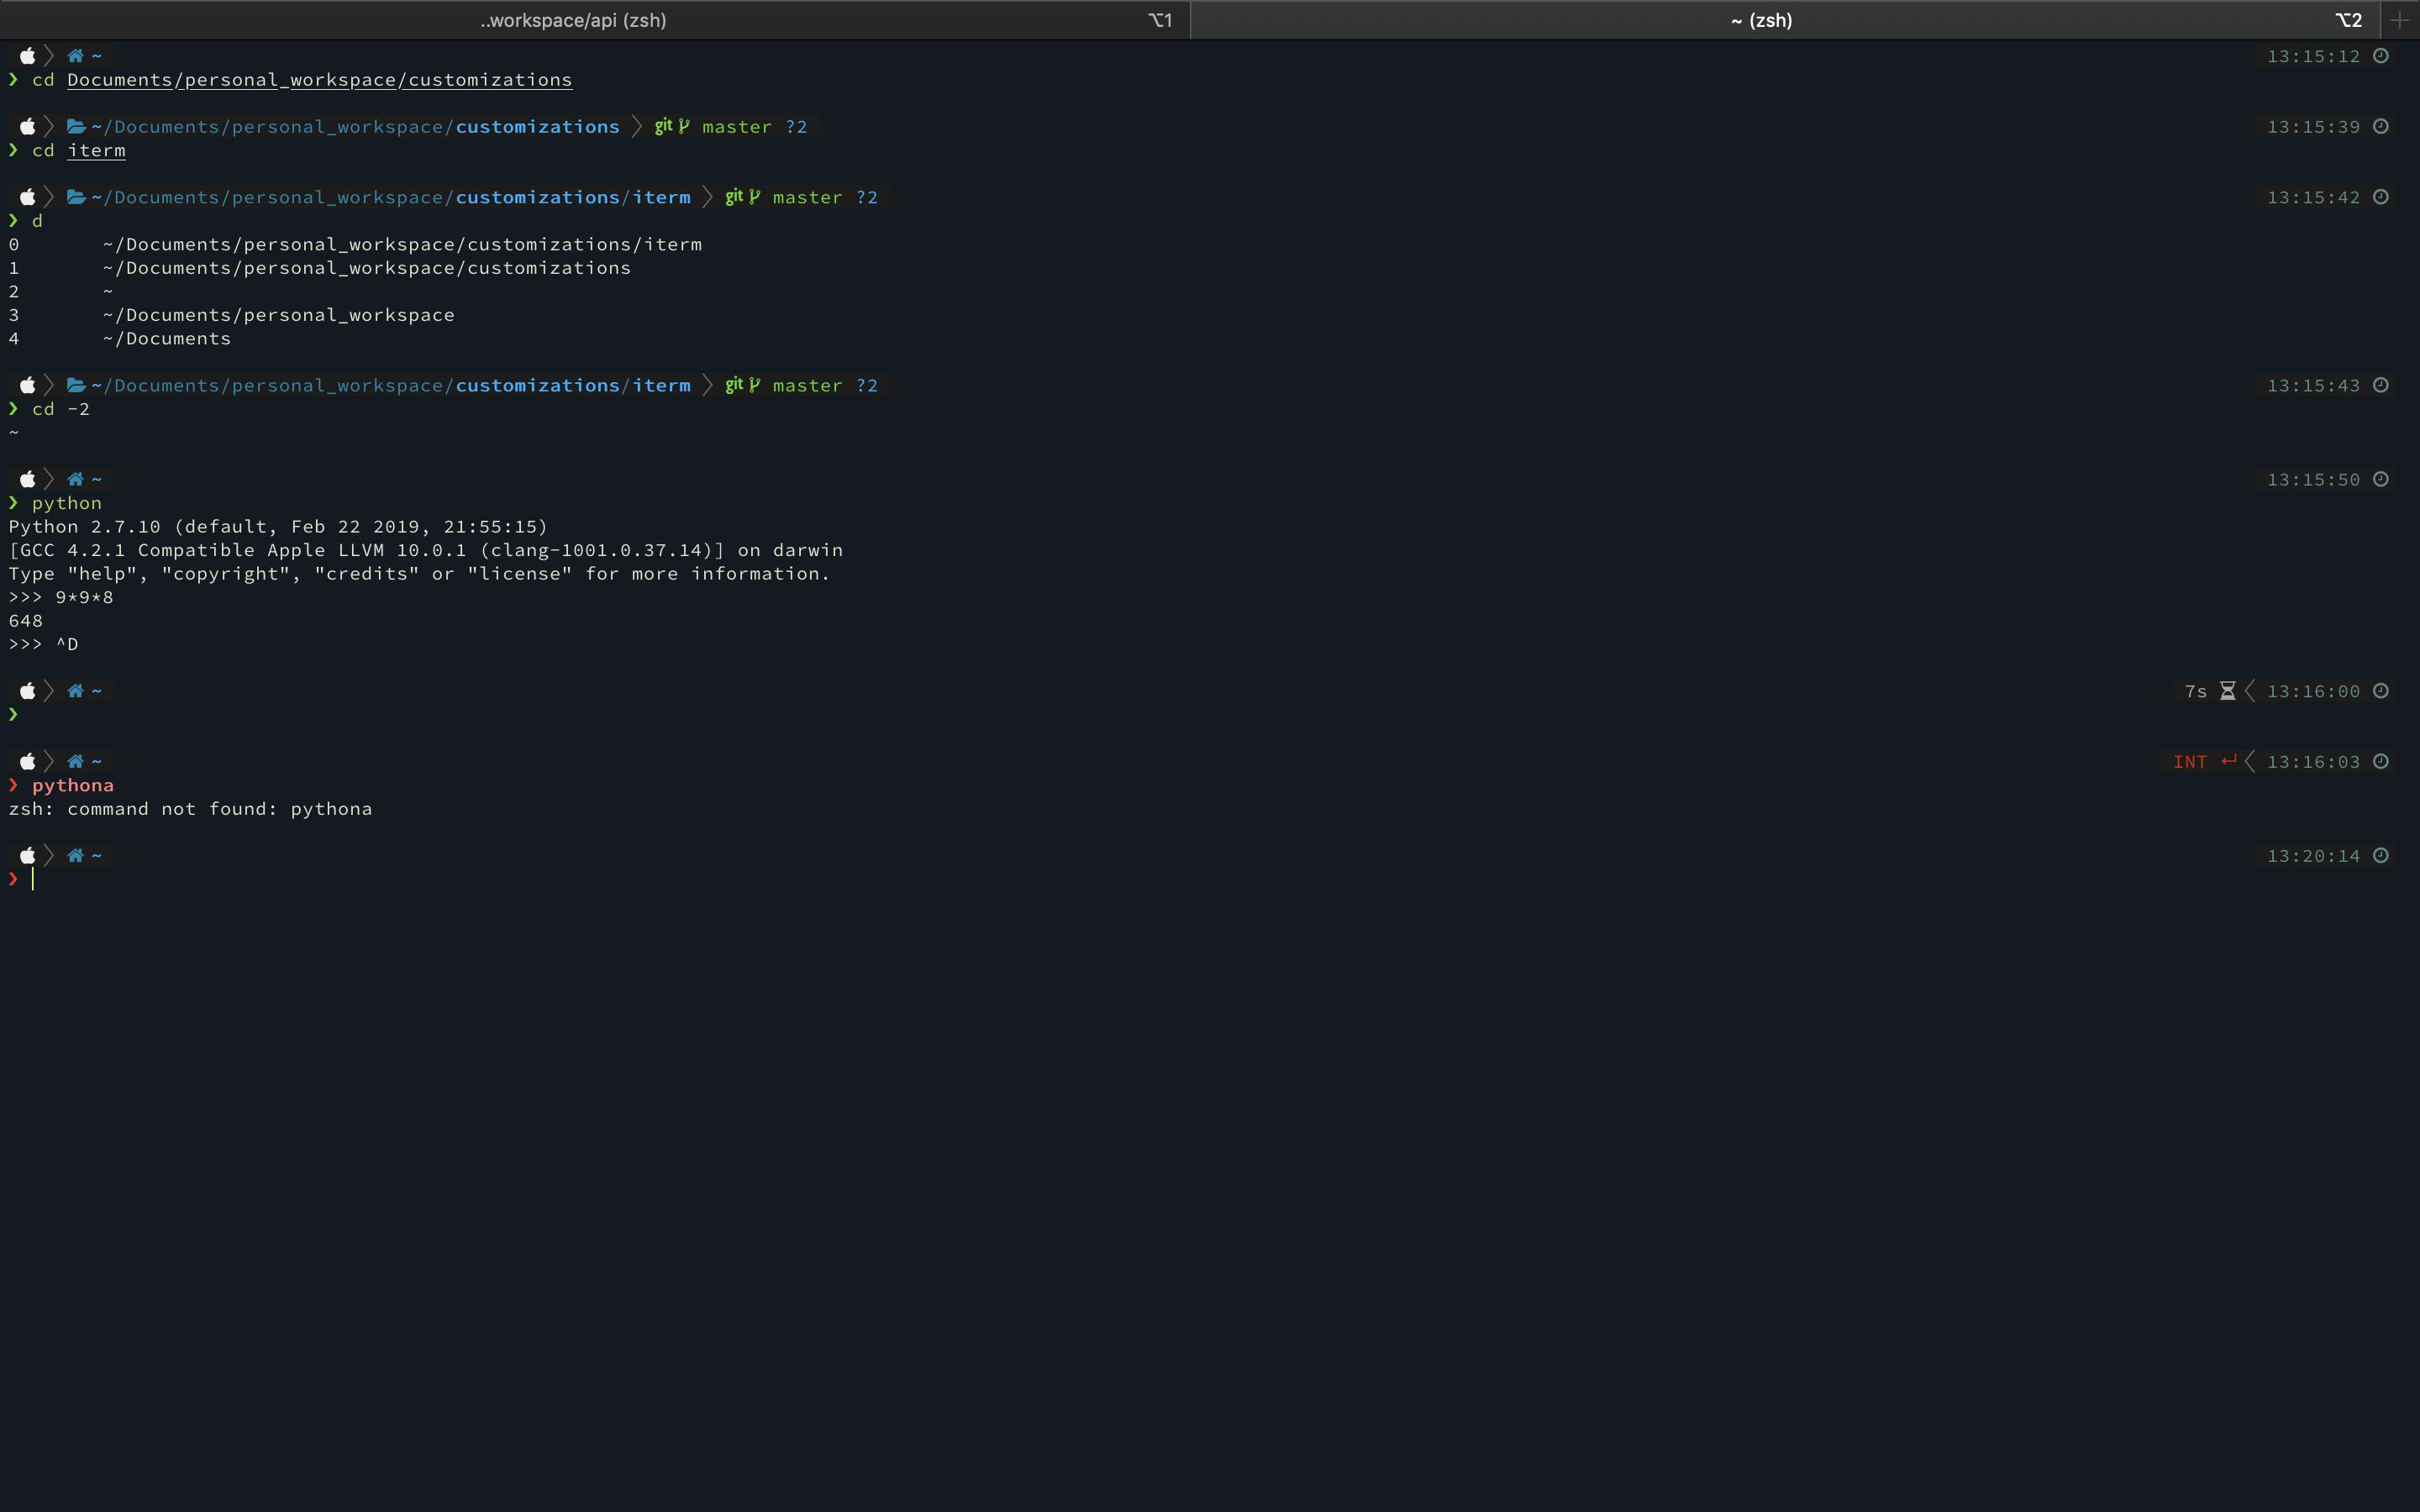 ..workspace/api (zsh) ⌥1 ~ (zsh) ⌥2 +
~ 13:15:12
❯ cd Documents/personal_workspace/customizations
~/Documents/personal_workspace/customizations git master ?2 13:15:39
❯ cd iterm
~/Documents/personal_workspace/customizations/iterm git master ?2 13:15:42
❯ d
0 ~/Documents/personal_workspace/customizations/iterm
1 ~/Documents/personal_workspace/customizations
2 ~
3 ~/Documents/personal_workspace
4 ~/Documents
~/Documents/personal_workspace/customizations/iterm git master ?2 13:15:43
❯ cd -2
~
~ 13:15:50
❯ python
Python 2.7.10 (default, Feb 22 2019, 21:55:15)
[GCC 4.2.1 Compatible Apple LLVM 10.0.1 (clang-1001.0.37.14)] on darwin
Type "help", "copyright", "credits" or "license" for more information.
>>> 9*9*8
648
>>> ^D
~ 7s 13:16:00
❯
~ INT ↵ 13:16:03
❯ pythona
zsh: command not found: pythona
~ 13:20:14
❯